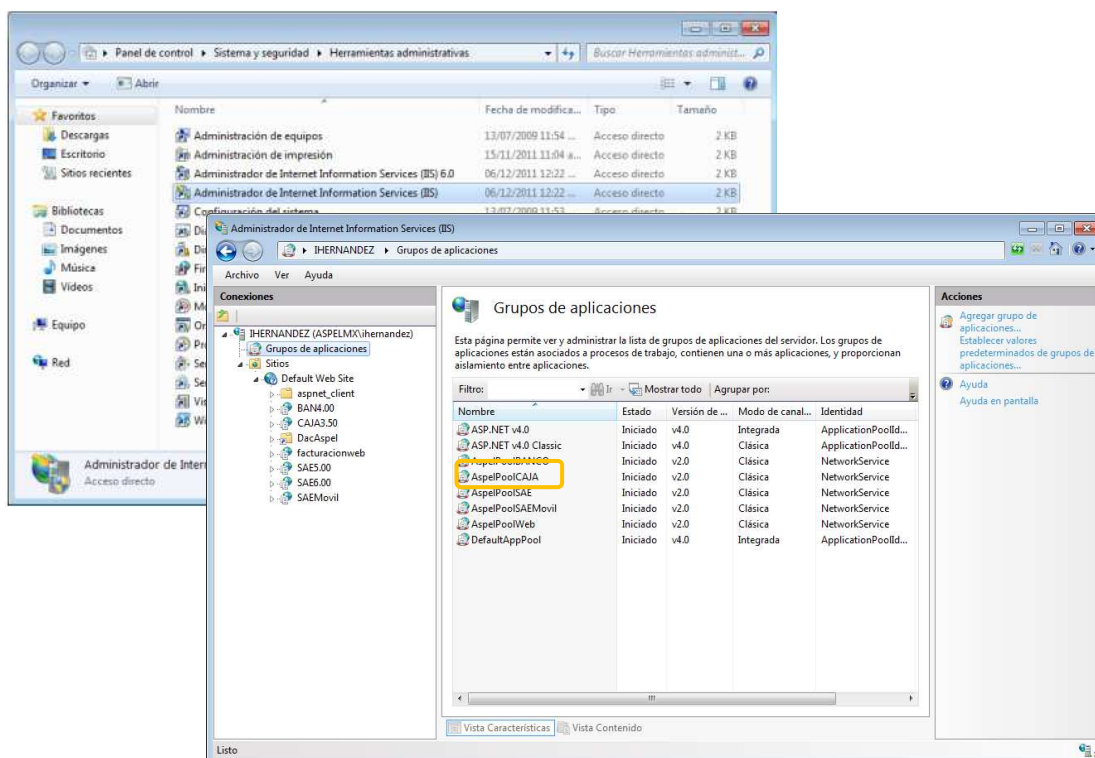 Panel de control ▸ Sistema y seguridad ▸ Herramientas administrativas
Buscar Herramientas administ...
Organizar
Abrir
Favoritos
Descargas
Escritorio
Sitios recientes
Bibliotecas
Documentos
Imágenes
Música
Videos
Equipo
Red
Nombre Fecha de modifica... Tipo Tamaño
Administración de equipos 13/07/2009 11:54 ... Acceso directo 2 KB
Administración de impresión 15/11/2011 11:04 a... Acceso directo 2 KB
Administrador de Internet Information Services (IIS) 6.0 06/12/2011 12:22 ... Acceso directo 2 KB
Administrador de Internet Information Services (IIS) 06/12/2011 12:22 ... Acceso directo 2 KB
Configuración del sistema 13/07/2009 11:53 Acceso directo 2 KB
Administrador de Inter
Acceso directo
Administrador de Internet Information Services (IIS)
IHERNANDEZ ▸ Grupos de aplicaciones
Archivo Ver Ayuda
Conexiones
IHERNANDEZ (ASPELMX\ihernandez)
Grupos de aplicaciones
Sitios
Default Web Site
aspnet_client
BAN4.00
CAJA3.50
DacAspel
facturacionweb
SAE5.00
SAE6.00
SAEMovil
Grupos de aplicaciones
Esta página permite ver y administrar la lista de grupos de aplicaciones del servidor. Los grupos de
aplicaciones están asociados a procesos de trabajo, contienen una o más aplicaciones, y proporcionan
aislamiento entre aplicaciones.
Filtro: Ir Mostrar todo Agrupar por:
Nombre Estado Versión de ... Modo de canal... Identidad
ASP.NET v4.0 Iniciado v4.0 Integrada ApplicationPoolId...
ASP.NET v4.0 Classic Iniciado v4.0 Clásica ApplicationPoolId...
AspelPoolBANCO Iniciado v2.0 Clásica NetworkService
AspelPoolCAJA Iniciado v2.0 Clásica NetworkService
AspelPoolSAE Iniciado v2.0 Clásica NetworkService
AspelPoolSAEMovil Iniciado v2.0 Clásica NetworkService
AspelPoolWeb Iniciado v2.0 Clásica NetworkService
DefaultAppPool Iniciado v4.0 Integrada ApplicationPoolId...
Vista Características Vista Contenido
Acciones
Agregar grupo de
aplicaciones...
Establecer valores
predeterminados de grupos de
aplicaciones...
Ayuda
Ayuda en pantalla
Listo